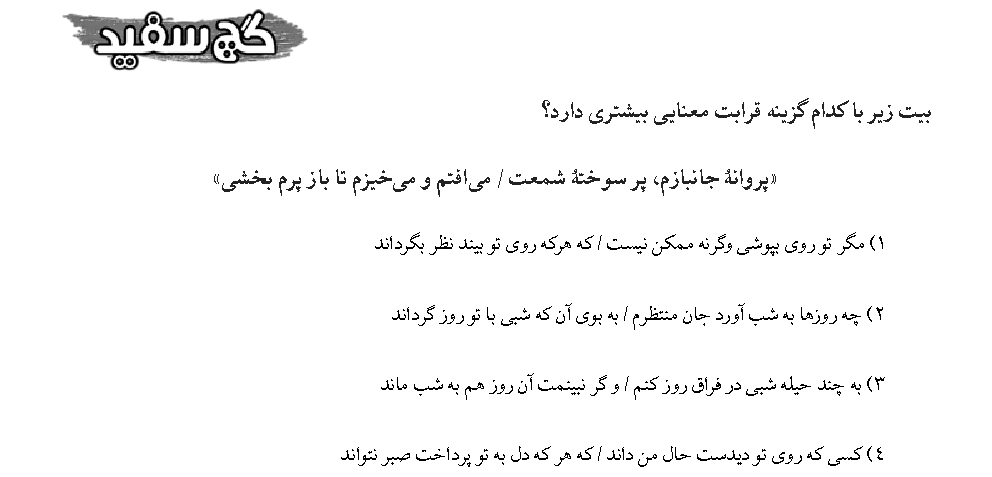 گچ سفید
بیت زیر با کدام گزینه قرابت معنایی بیشتری دارد؟
«پروانهٔ جانبازم، پر سوختهٔ شمعت / می‌افتم و می‌خیزم تا باز پرم بخشی»
۱) مگر تو روی بپوشی وگرنه ممکن نیست / که هرکه روی تو بیند نظر بگرداند
۲) چه روزها به شب آورد جان منتظرم / به بوی آن که شبی با تو روز گرداند
۳) به چند حیله شبی در فراق روز کنم / و گر نبینمت آن روز هم به شب ماند
۴) کسی که روی تو دیدست حال من داند / که هر که دل به تو پرداخت صبر نتواند